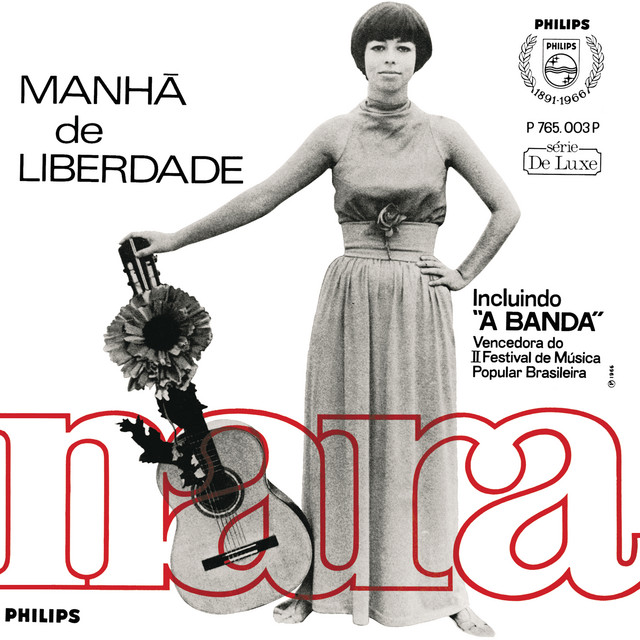 MANHÃ
de
LIBERDADE
PHILIPS
PHILIPS
1891-1966
P 765.003 P
série
De Luxe
Incluindo
"A BANDA"
Vencedora do
II Festival de Música
Popular Brasileira
℗ 1966
nara
PHILIPS